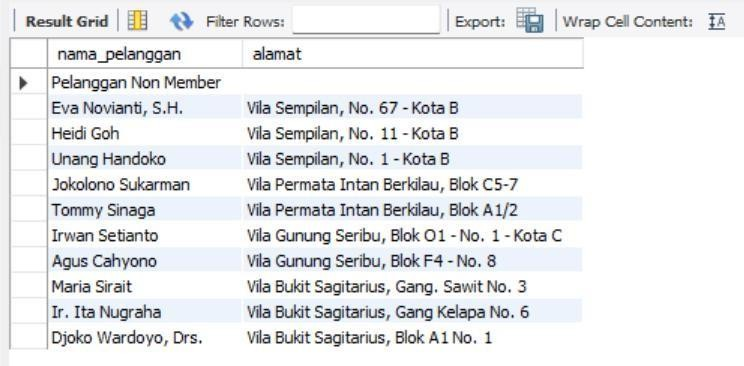 Result Grid Filter Rows: Export: Wrap Cell Content: IA
nama_pelanggan alamat
Pelanggan Non Member
Eva Novianti, S.H. Vila Sempilan, No. 67 - Kota B
Heidi Goh Vila Sempilan, No. 11 - Kota B
Unang Handoko Vila Sempilan, No. 1 - Kota B
Jokolono Sukarman Vila Permata Intan Berkilau, Blok C5-7
Tommy Sinaga Vila Permata Intan Berkilau, Blok A1/2
Irwan Setianto Vila Gunung Seribu, Blok O1 - No. 1 - Kota C
Agus Cahyono Vila Gunung Seribu, Blok F4 - No. 8
Maria Sirait Vila Bukit Sagitarius, Gang. Sawit No. 3
Ir. Ita Nugraha Vila Bukit Sagitarius, Gang Kelapa No. 6
Djoko Wardoyo, Drs. Vila Bukit Sagitarius, Blok A1 No. 1